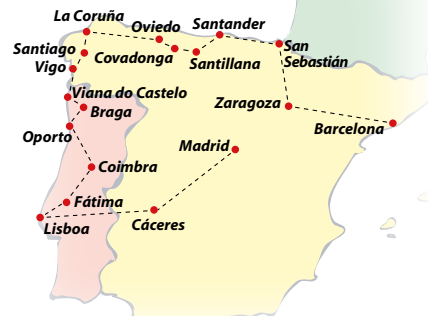 La Coruña
Oviedo
Santander
Santiago
Covadonga
Santillana
San
Sebastián
Vigo
Viana do Castelo
Braga
Zaragoza
Barcelona
Oporto
Madrid
Coimbra
Fátima
Lisboa
Cáceres